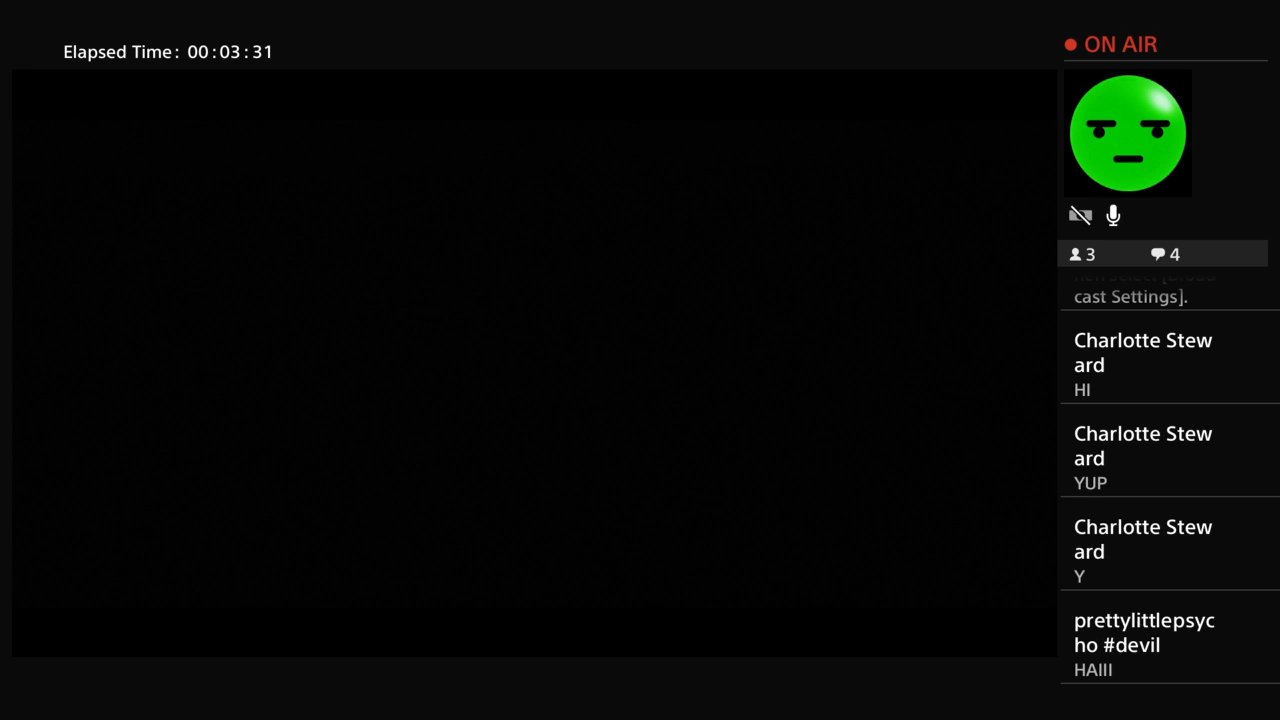 Elapsed Time: 00:03:31
ON AIR
3 4
cast Settings].
Charlotte Stew
ard
HI
Charlotte Stew
ard
YUP
Charlotte Stew
ard
Y
prettylittlepsyc
ho #devil
HAIII